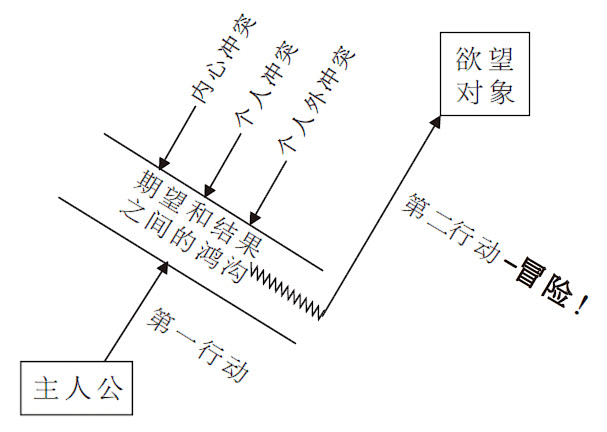 内心冲突
个人冲突
个人外冲突
欲望
对象
期望和结果
之间的鸿沟
第二行动－冒险！
第一行动
主人公